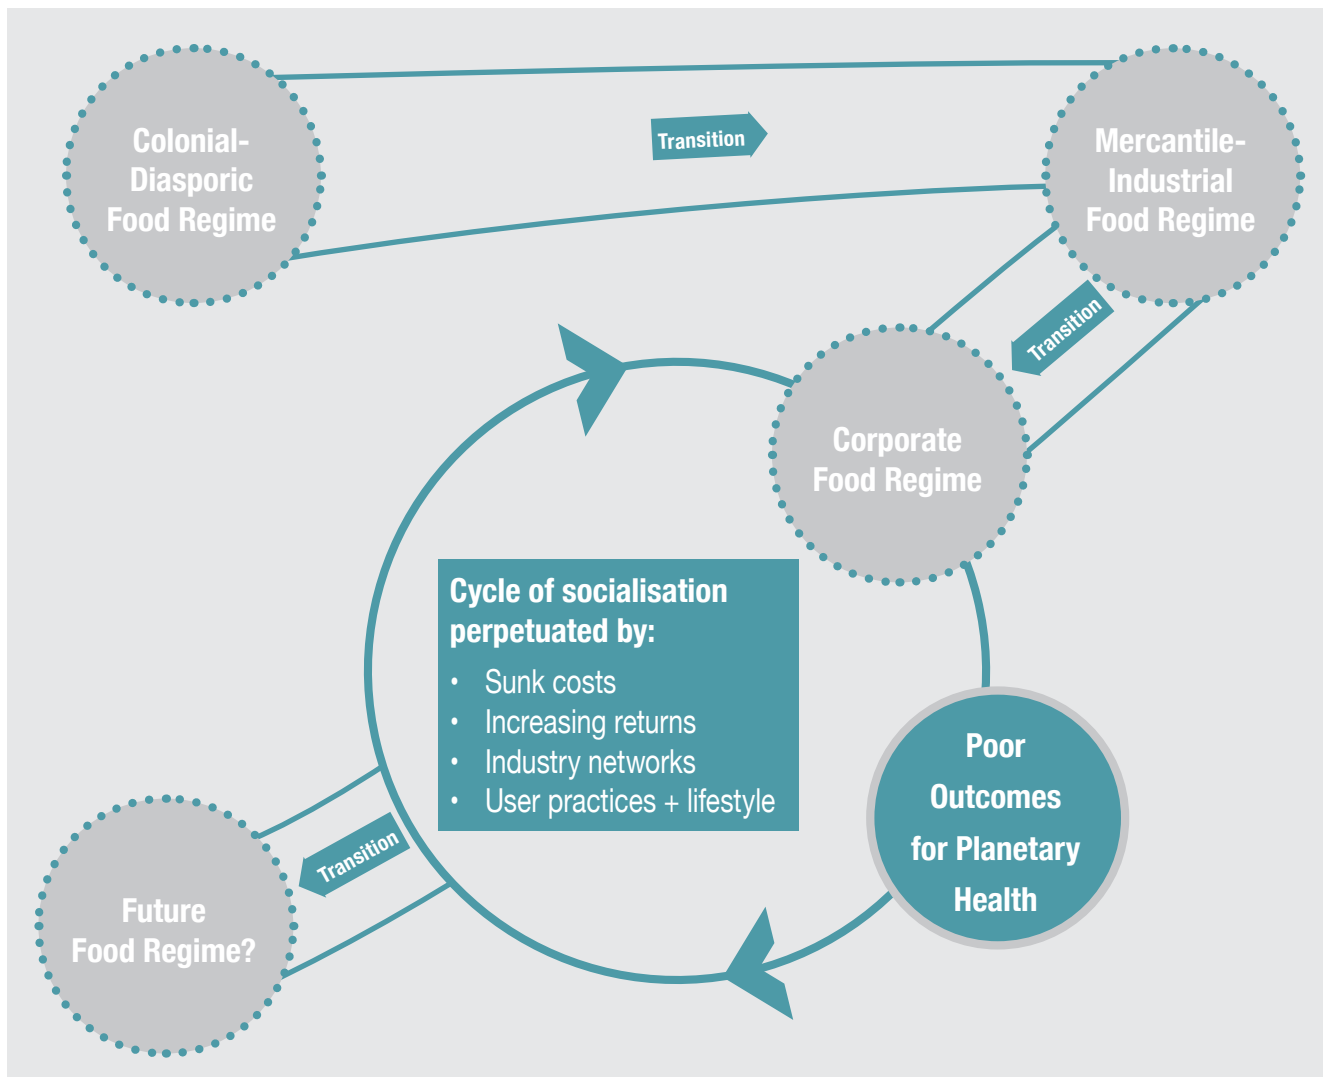 Colonial-
Diasporic
Food Regime
Transition
Mercantile-
Industrial
Food Regime
Transition
Corporate
Food Regime
Cycle of socialisation
perpetuated by:
• Sunk costs
• Increasing returns
• Industry networks
• User practices + lifestyle
Poor
Outcomes
for Planetary
Health
Transition
Future
Food Regime?